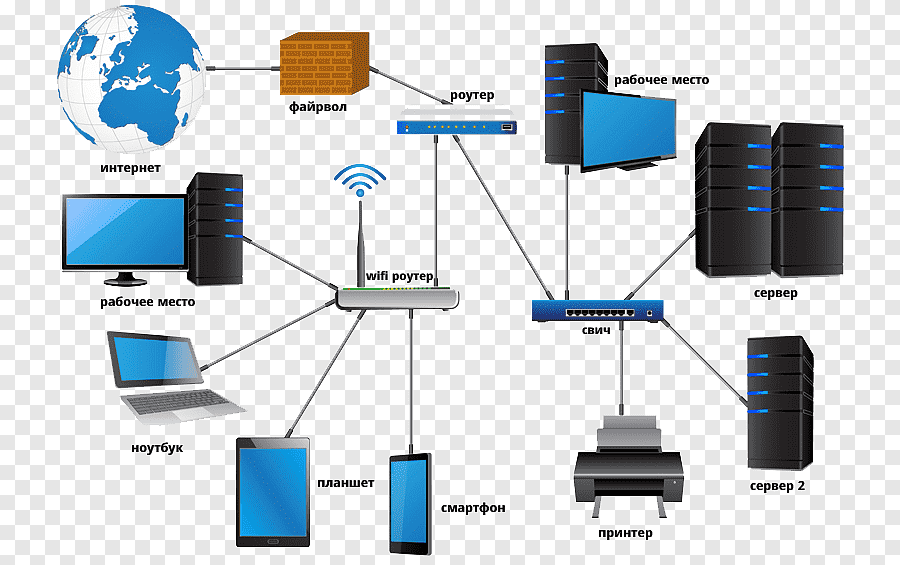 интернет
файрвол
роутер
рабочее место
рабочее место
wifi роутер
сервер
свич
ноутбук
планшет
смартфон
принтер
сервер 2